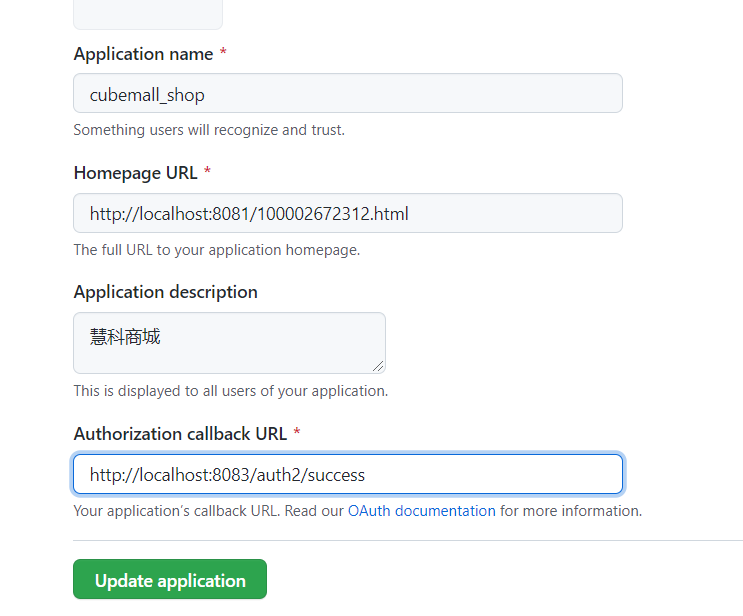 Application name *
cubemall_shop
Something users will recognize and trust.
Homepage URL *
http://localhost:8081/100002672312.html
The full URL to your application homepage.
Application description
慧科商城
This is displayed to all users of your application.
Authorization callback URL *
http://localhost:8083/auth2/success
Your application’s callback URL. Read our OAuth documentation for more information.
Update application